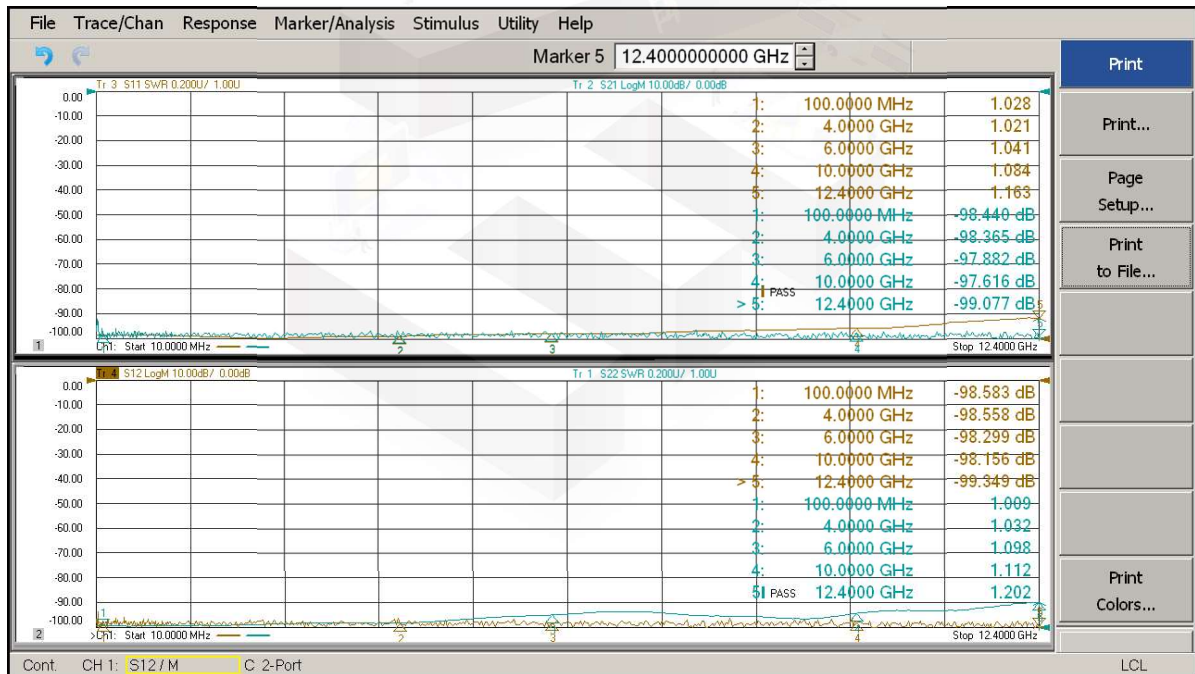 File Trace/Chan Response Marker/Analysis Stimulus Utility Help
Marker 5 12.4000000000 GHz
Print
Print...
Page
Setup...
Print
to File...
Print
Colors...
Tr 3 S11 SWR 0.200U/ 1.00U
Tr 2 S21 LogM 10.00dB/ 0.00dB
0.00
-10.00
-20.00
-30.00
-40.00
-50.00
-60.00
-70.00
-80.00
-90.00
-100.00
1: 100.0000 MHz 1.028
2: 4.0000 GHz 1.021
3: 6.0000 GHz 1.041
4: 10.0000 GHz 1.084
5: 12.4000 GHz 1.163
1: 100.0000 MHz -98.440 dB
2: 4.0000 GHz -98.365 dB
3: 6.0000 GHz -97.882 dB
4: 10.0000 GHz -97.616 dB
PASS
> 5: 12.4000 GHz -99.077 dB
5
2
3
4
1
Ch1: Start 10.0000 MHz
Stop 12.4000 GHz
Tr 4 S12 LogM 10.00dB/ 0.00dB
Tr 1 S22 SWR 0.200U/ 1.00U
0.00
-10.00
-20.00
-30.00
-40.00
-50.00
-60.00
-70.00
-80.00
-90.00
-100.00
1: 100.0000 MHz -98.583 dB
2: 4.0000 GHz -98.558 dB
3: 6.0000 GHz -98.299 dB
4: 10.0000 GHz -98.156 dB
> 5: 12.4000 GHz -99.349 dB
1: 100.0000 MHz 1.009
2: 4.0000 GHz 1.032
3: 6.0000 GHz 1.098
4: 10.0000 GHz 1.112
5 PASS 12.4000 GHz 1.202
1
2
3
4
2
>Ch1: Start 10.0000 MHz
Stop 12.4000 GHz
Cont. CH 1: S12 / M C 2-Port LCL